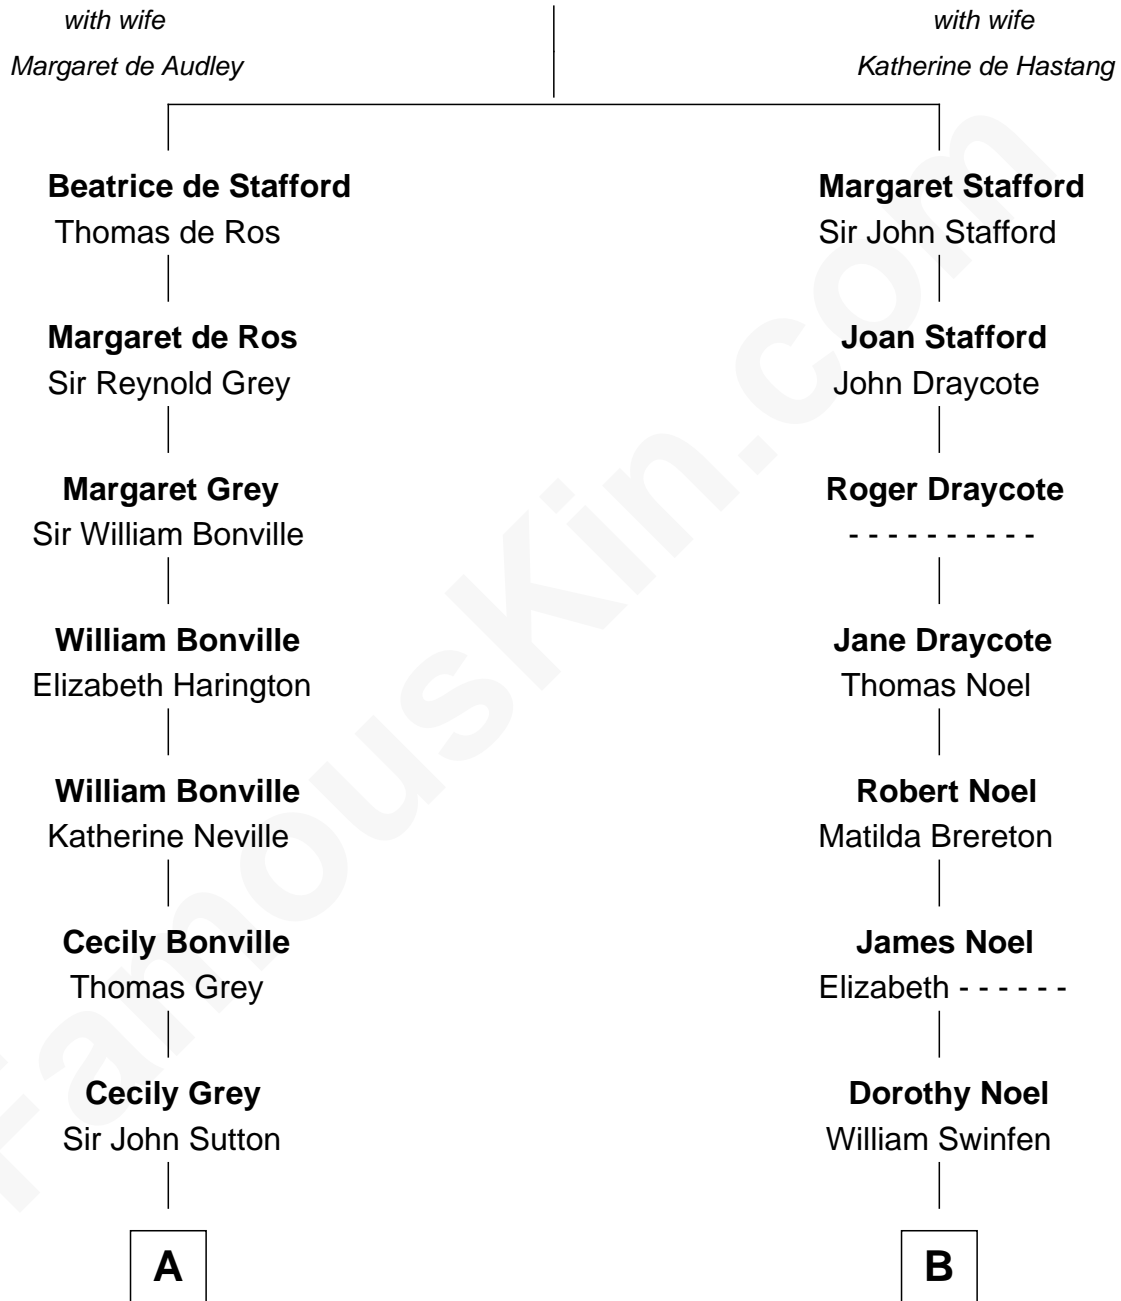 with wife
Margaret de Audley
with wife
Katherine de Hastang
Beatrice de Stafford
Thomas de Ros
Margaret Stafford
Sir John Stafford
Margaret de Ros
Sir Reynold Grey
Joan Stafford
John Draycote
Margaret Grey
Sir William Bonville
Roger Draycote
- - - - - - - - - -
William Bonville
Elizabeth Harington
Jane Draycote
Thomas Noel
William Bonville
Katherine Neville
Robert Noel
Matilda Brereton
Cecily Bonville
Thomas Grey
James Noel
Elizabeth - - - - - -
Cecily Grey
Sir John Sutton
Dorothy Noel
William Swinfen
A
B
FamousKin.com